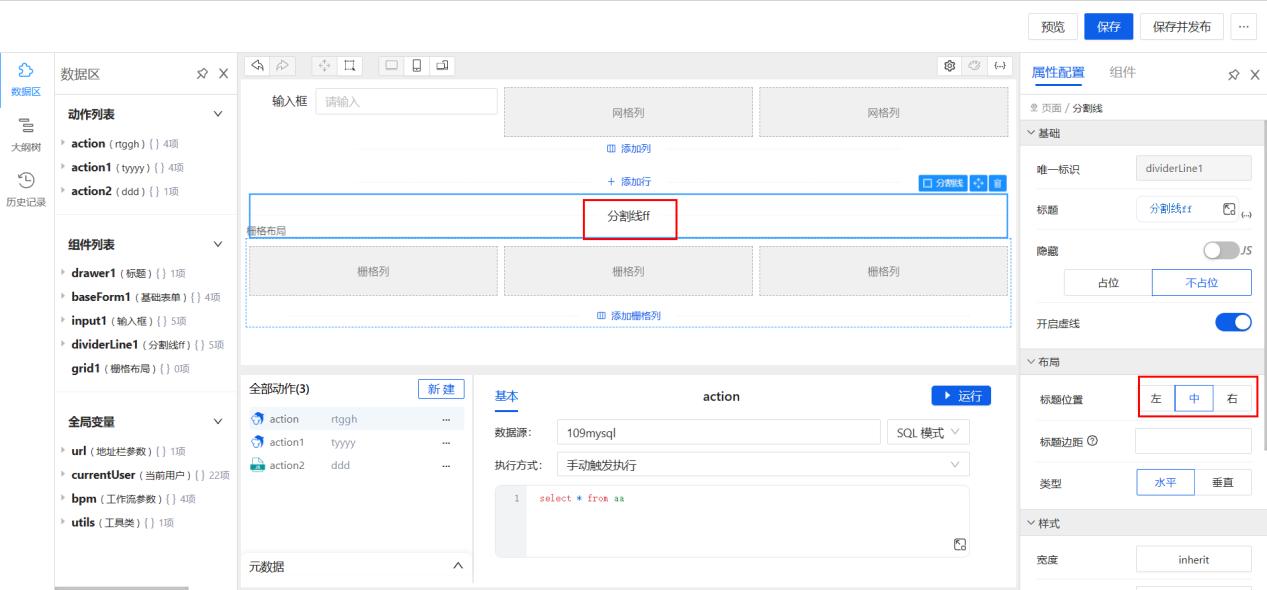 预览
保存
保存并发布
...
数据区
大纲树
历史记录
数据区
动作列表
action (rtggh) { } 4项
action1 (tyyyy) { } 4项
action2 (ddd) { } 1项
组件列表
drawer1 (标题) { } 1项
baseForm1 (基础表单) { } 4项
input1 (输入框) { } 5项
dividerLine1 (分割线ff) { } 5项
grid1 (栅格布局) { } 0项
全局变量
url (地址栏参数) { } 1项
currentUser (当前用户) { } 22项
bpm (工作流参数) { } 4项
utils (工具类) { } 1项
输入框 请输入
网格列
网格列
添加列
+ 添加行
分割线
分割线ff
栅格布局
栅格列
栅格列
栅格列
添加栅格列
全部动作(3) 新 建
action rtggh ...
action1 tyyyy ...
action2 ddd ...
元数据
基本
action
运行
数据源: 109mysql
SQL 模式
执行方式: 手动触发执行
1 select * from aa
属性配置
组件
页面 / 分割线
基础
唯一标识 dividerLine1
标题 分割线ff
隐藏 JS
占位 不占位
开启虚线
布局
标题位置 左 中 右
标题边距
类型 水平 垂直
样式
宽度 inherit